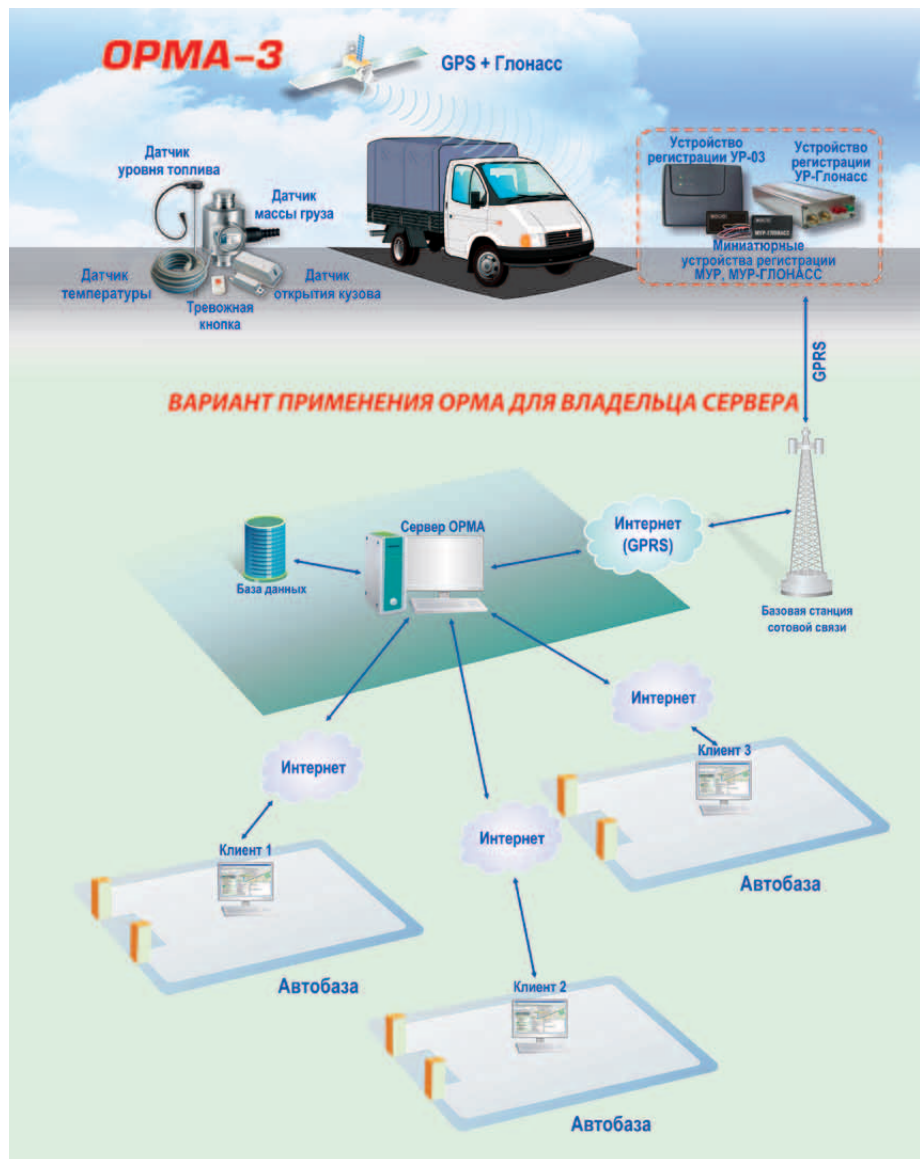 ОРМА–3
GPS + Глонасс
Датчик
уровня топлива
Датчик
массы груза
Датчик
температуры
Тревожная
кнопка
Датчик
открытия кузова
Устройство
регистрации УР-03
Устройство
регистрации
УР-Глонасс
МУР-ГЛОНАСС
Миниатюрные
устройства регистрации
МУР, МУР-ГЛОНАСС
GPRS
ВАРИАНТ ПРИМЕНЕНИЯ ОРМА ДЛЯ ВЛАДЕЛЬЦА СЕРВЕРА
База данных
Сервер ОРМА
Интернет
(GPRS)
Базовая станция
сотовой связи
Интернет
Интернет
Интернет
Клиент 3
Автобаза
Клиент 1
Автобаза
Клиент 2
Автобаза